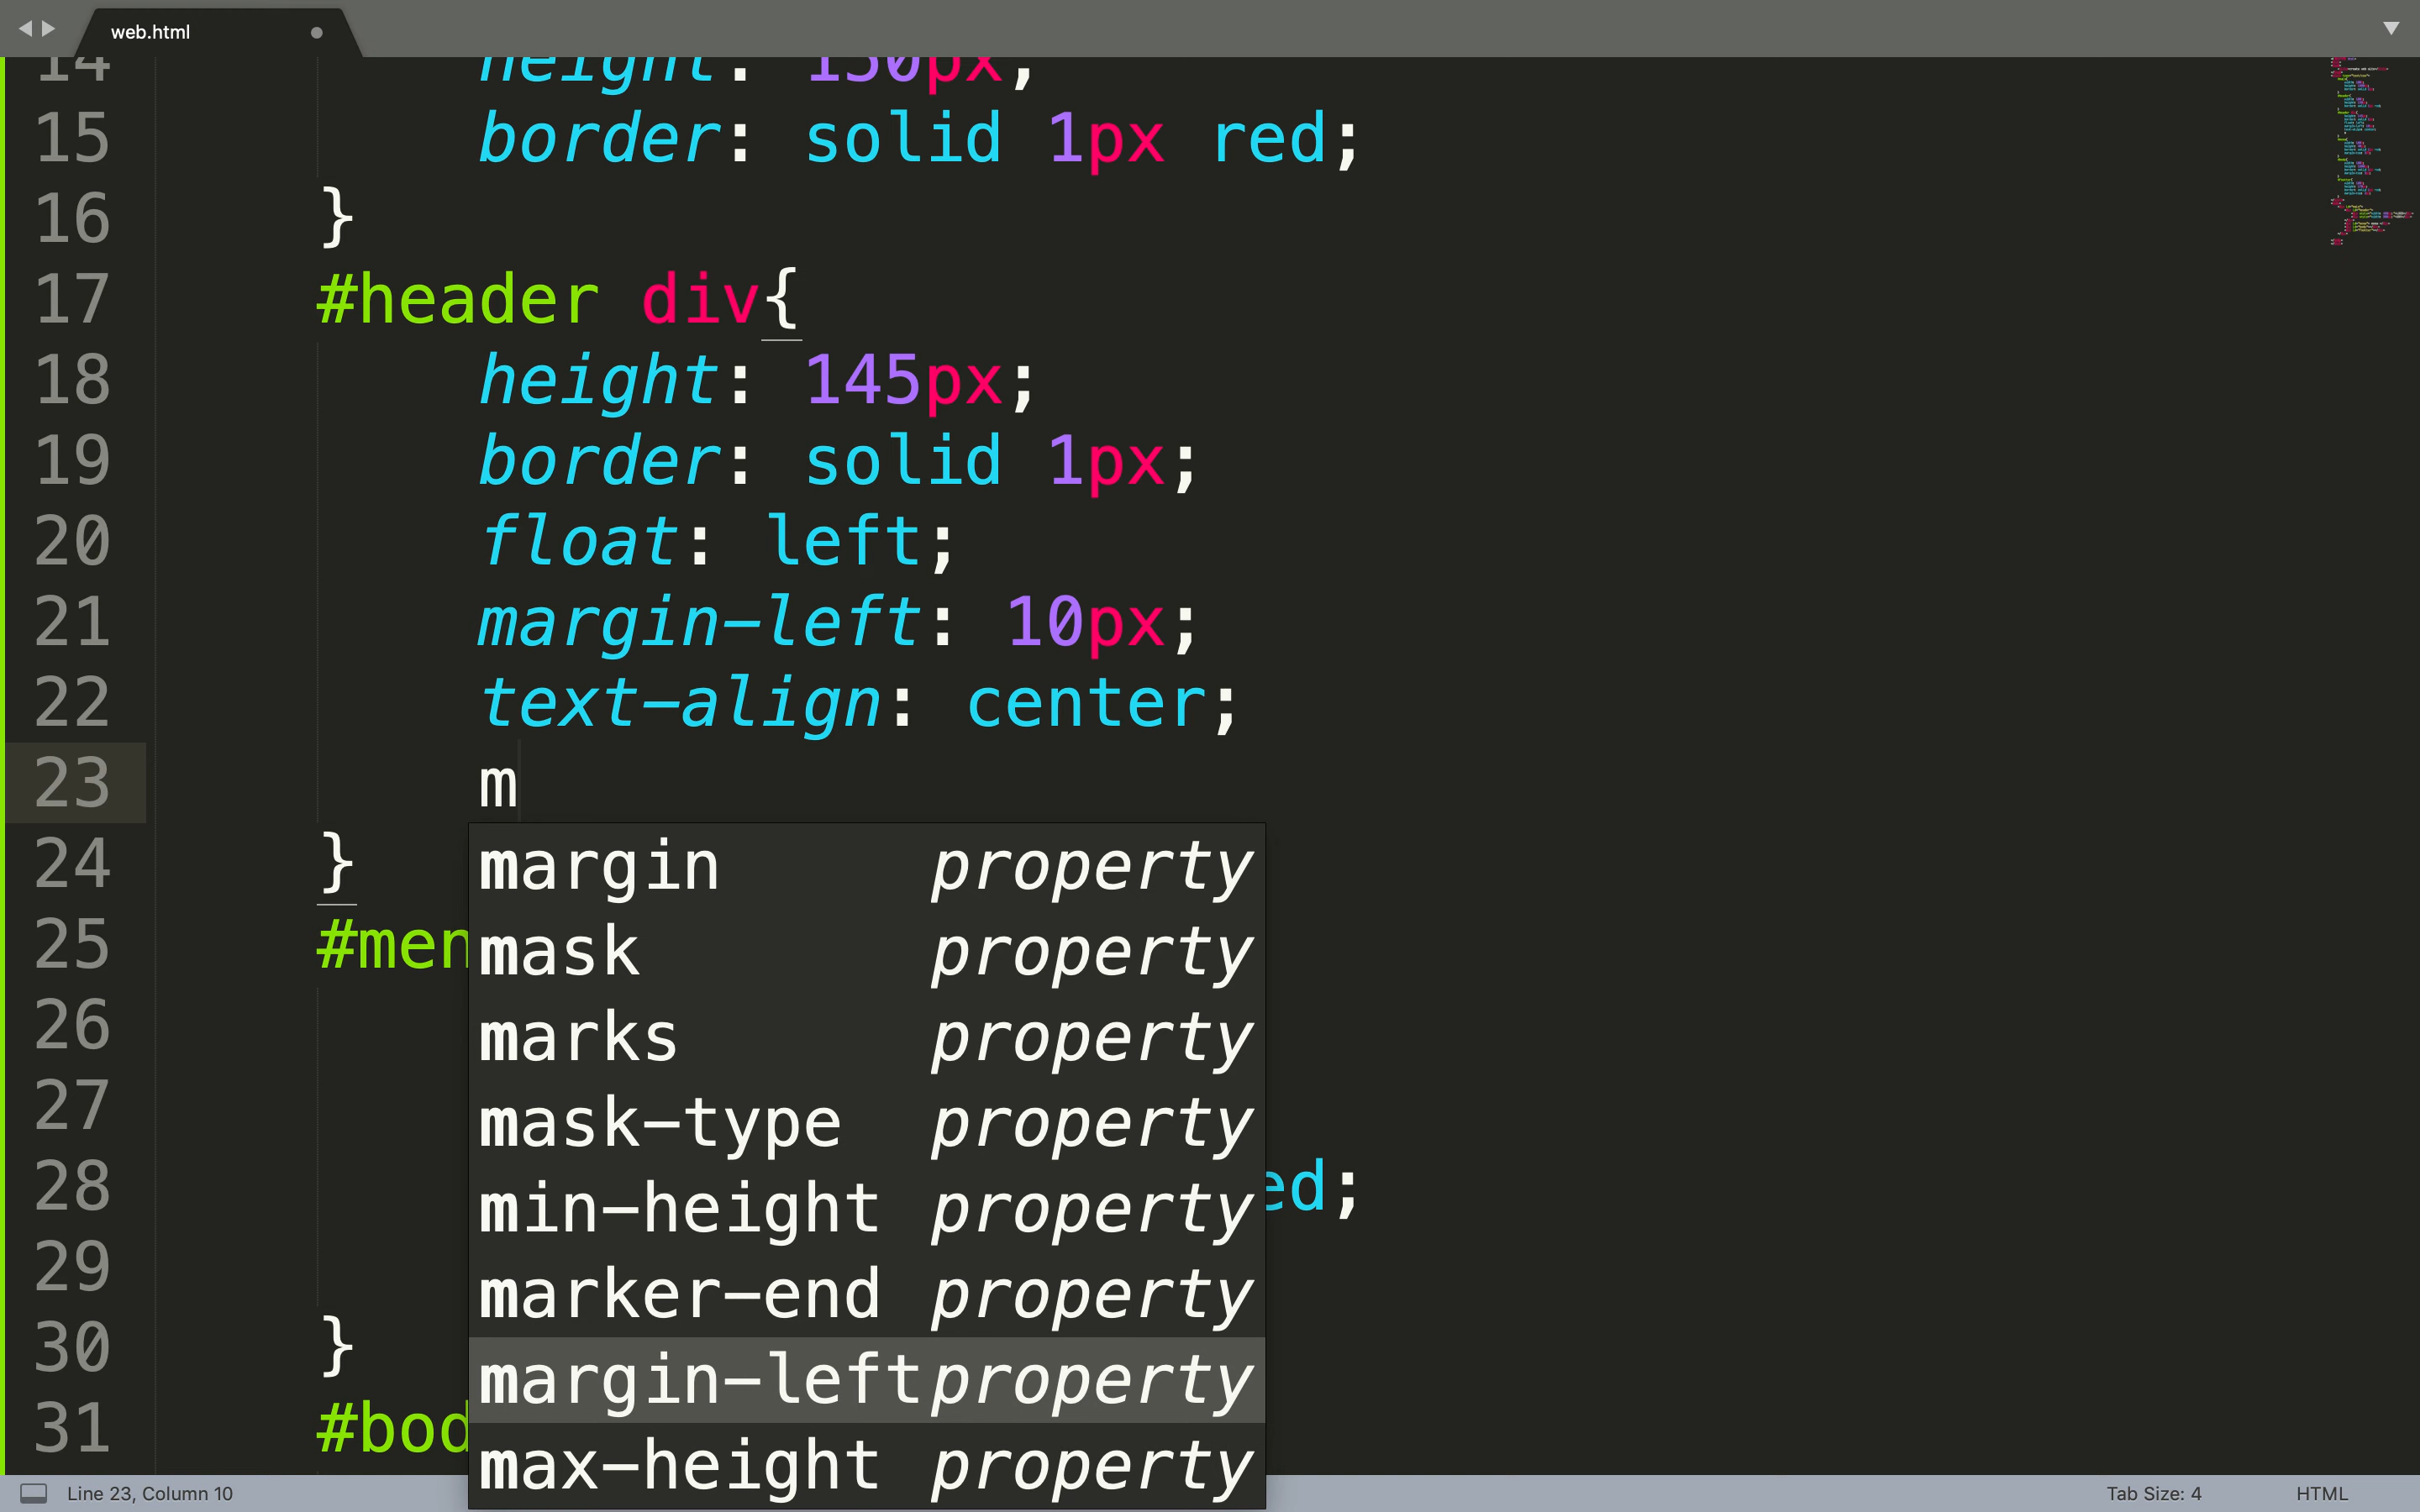 web.html
14 height: 150px;
15 border: solid 1px red;
16 }
17 #header div{
18 height: 145px;
19 border: solid 1px;
20 float: left;
21 margin-left: 10px;
22 text-align: center;
23 m
24 }
margin property
25 #men
mask property
26
marks property
27
mask-type property
28 ed;
min-height property
29
marker-end property
30 }
margin-left property
31 #bod
max-height property
Line 23, Column 10
Tab Size: 4
HTML